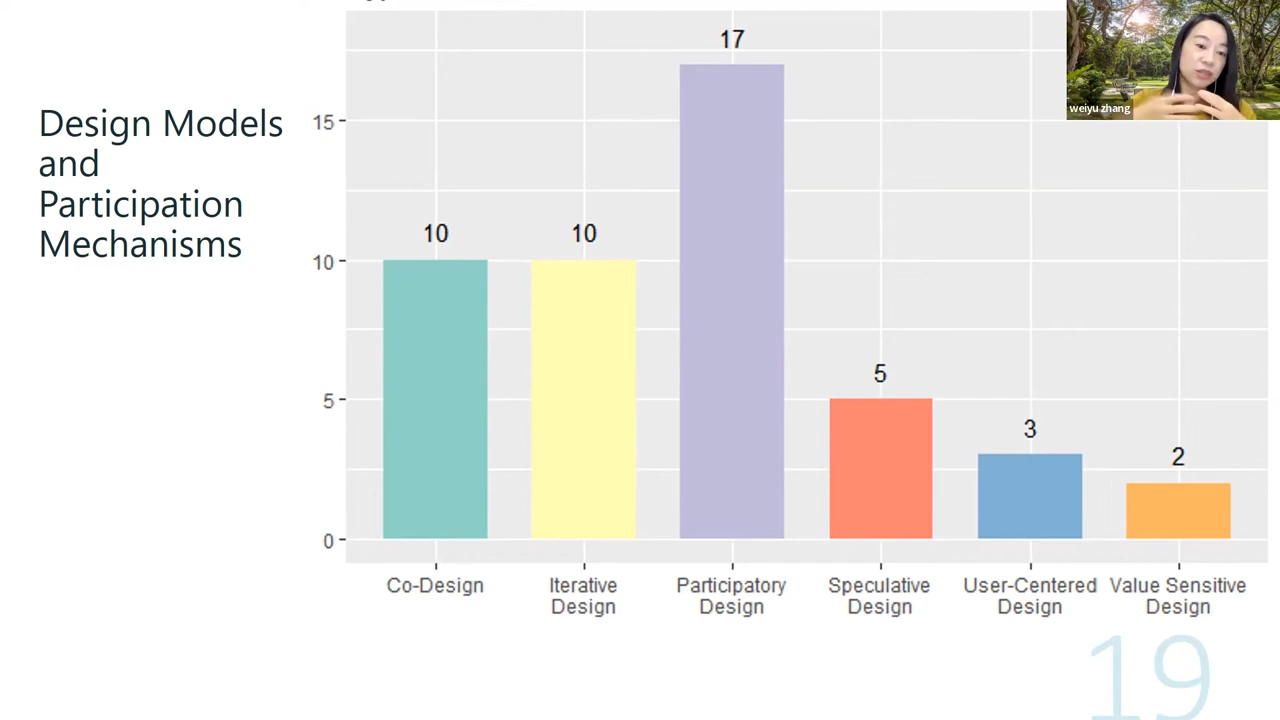 Design Models
and
Participation
Mechanisms
17
10
10
5
3
2
15
10
5
0
Co-Design
Iterative
Design
Participatory
Design
Speculative
Design
User-Centered
Design
Value Sensitive
Design
weiyu zhang
19